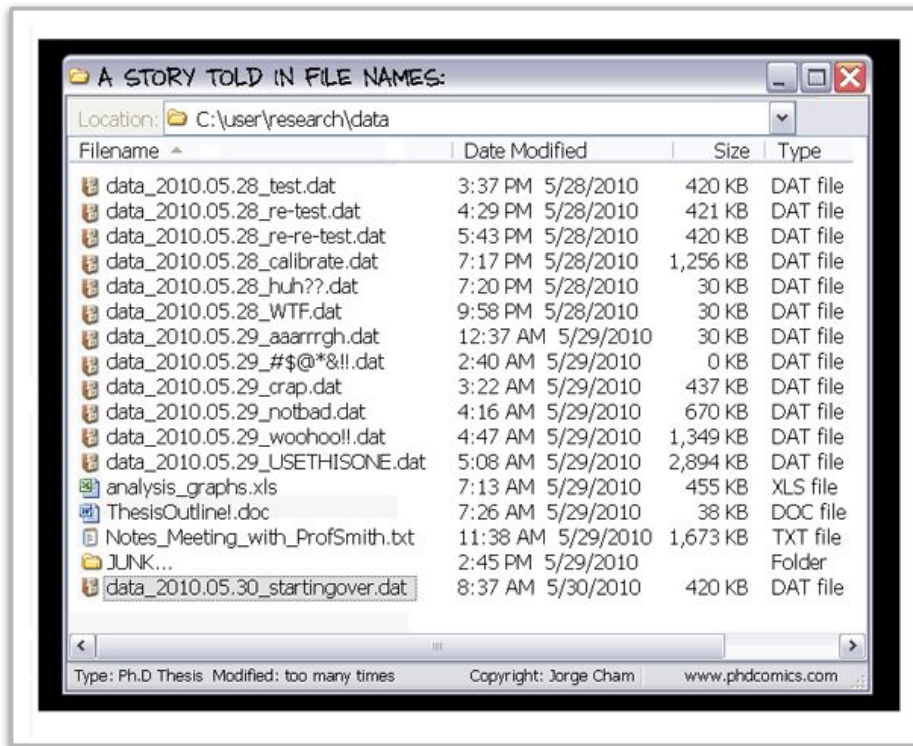 A STORY TOLD IN FILE NAMES:
Location: C:\user\research\data
Filename Date Modified Size Type
data_2010.05.28_test.dat 3:37 PM 5/28/2010 420 KB DAT file
data_2010.05.28_re-test.dat 4:29 PM 5/28/2010 421 KB DAT file
data_2010.05.28_re-re-test.dat 5:43 PM 5/28/2010 420 KB DAT file
data_2010.05.28_calibrate.dat 7:17 PM 5/28/2010 1,256 KB DAT file
data_2010.05.28_huh??.dat 7:20 PM 5/28/2010 30 KB DAT file
data_2010.05.28_WTF.dat 9:58 PM 5/28/2010 30 KB DAT file
data_2010.05.29_aaarrrgh.dat 12:37 AM 5/29/2010 30 KB DAT file
data_2010.05.29_#$@*&!!.dat 2:40 AM 5/29/2010 0 KB DAT file
data_2010.05.29_crap.dat 3:22 AM 5/29/2010 437 KB DAT file
data_2010.05.29_notbad.dat 4:16 AM 5/29/2010 670 KB DAT file
data_2010.05.29_woohoo!!.dat 4:47 AM 5/29/2010 1,349 KB DAT file
data_2010.05.29_USETHISONE.dat 5:08 AM 5/29/2010 2,894 KB DAT file
analysis_graphs.xls 7:13 AM 5/29/2010 455 KB XLS file
ThesisOutline!.doc 7:26 AM 5/29/2010 38 KB DOC file
Notes_Meeting_with_ProfSmith.txt 11:38 AM 5/29/2010 1,673 KB TXT file
JUNK... 2:45 PM 5/29/2010 Folder
data_2010.05.30_startingover.dat 8:37 AM 5/30/2010 420 KB DAT file
Type: Ph.D Thesis Modified: too many times Copyright: Jorge Cham www.phdcomics.com